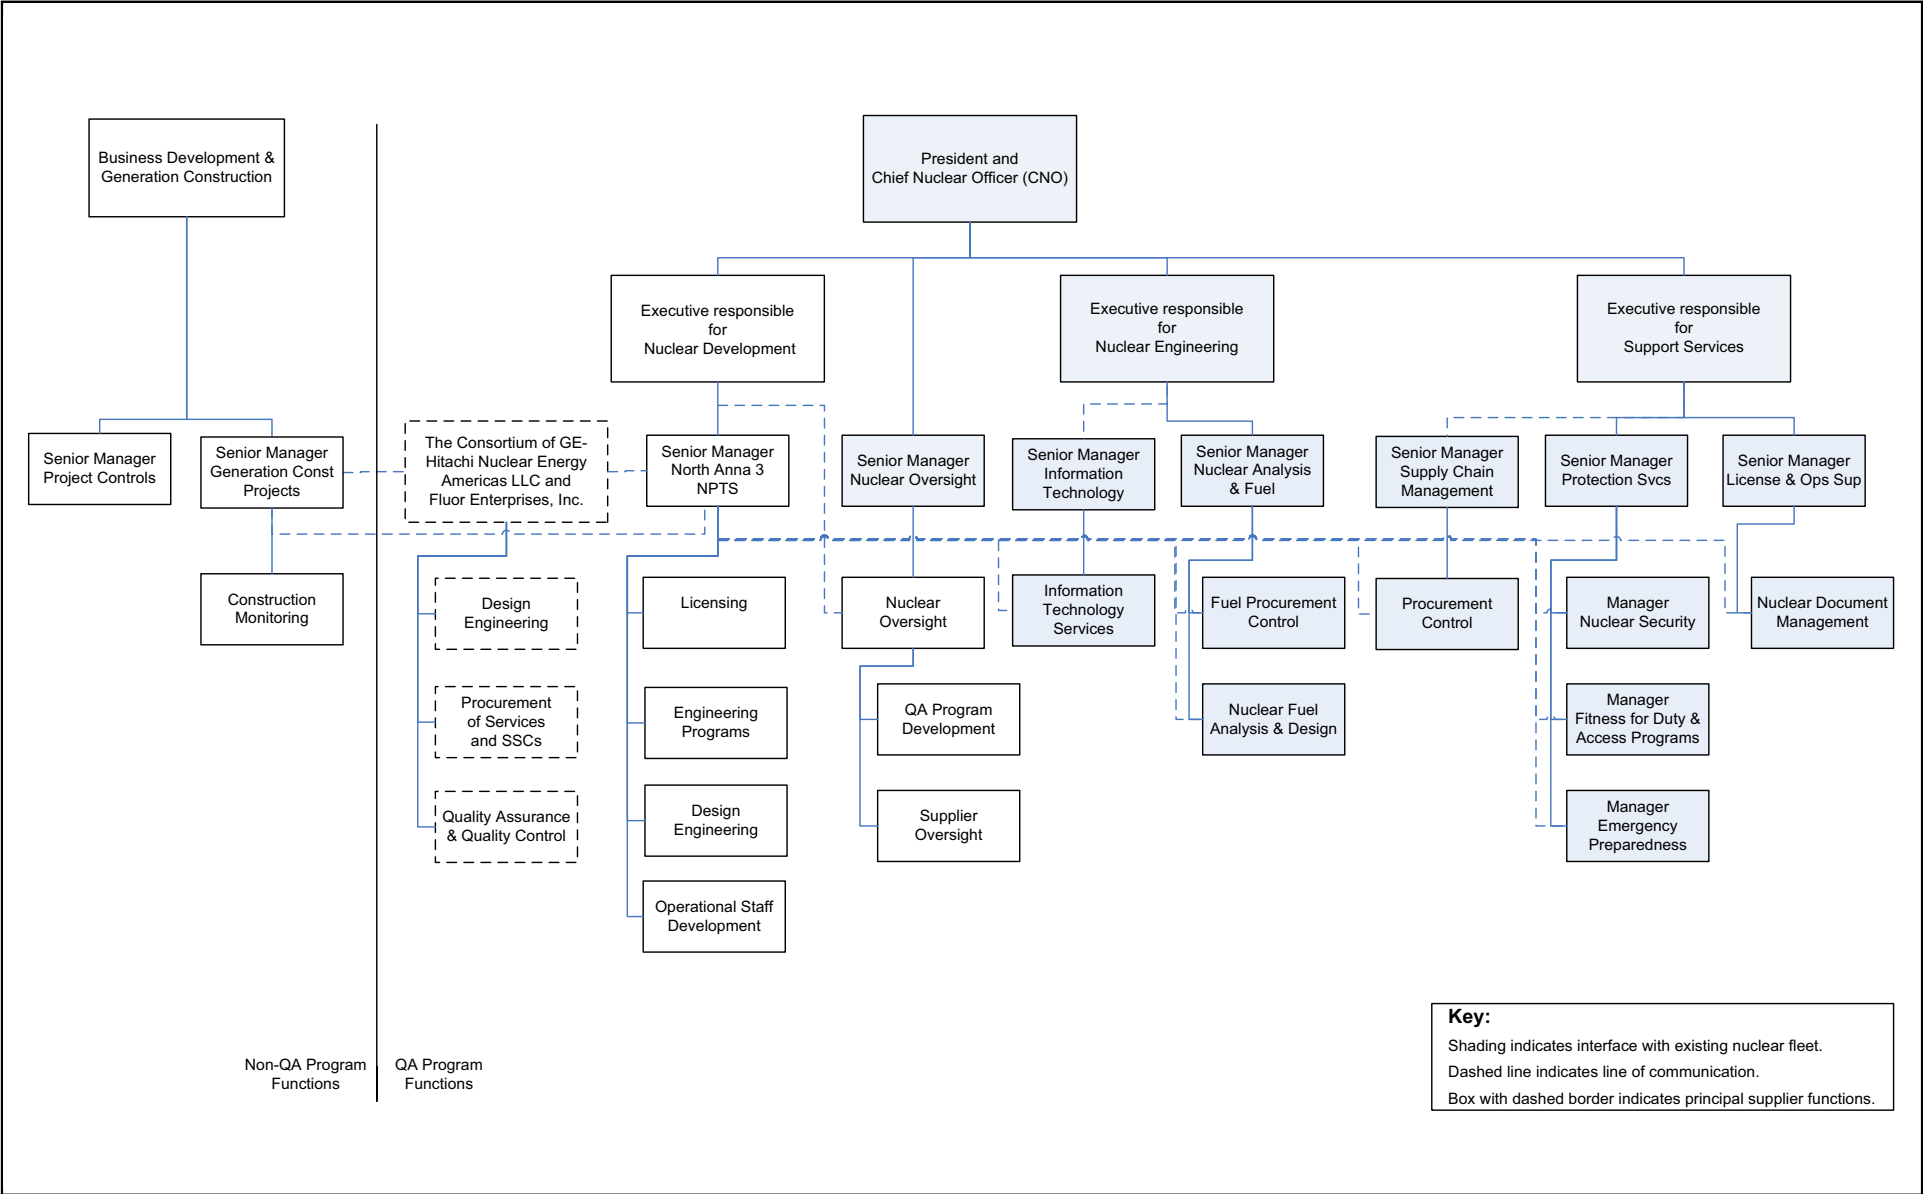 Business Development &
Generation Construction
President and
Chief Nuclear Officer (CNO)
Executive responsible
for
Nuclear Development
Executive responsible
for
Nuclear Engineering
Executive responsible
for
Support Services
Senior Manager
Project Controls
Senior Manager
Generation Const
Projects
The Consortium of GE-
Hitachi Nuclear Energy
Americas LLC and
Fluor Enterprises, Inc.
Senior Manager
North Anna 3
NPTS
Senior Manager
Nuclear Oversight
Senior Manager
Information
Technology
Senior Manager
Nuclear Analysis
& Fuel
Senior Manager
Supply Chain
Management
Senior Manager
Protection Svcs
Senior Manager
License & Ops Sup
Construction
Monitoring
Design
Engineering
Licensing
Nuclear
Oversight
Information
Technology
Services
Fuel Procurement
Control
Procurement
Control
Manager
Nuclear Security
Nuclear Document
Management
Procurement
of Services
and SSCs
Engineering
Programs
QA Program
Development
Nuclear Fuel
Analysis & Design
Manager
Fitness for Duty &
Access Programs
Quality Assurance
& Quality Control
Design
Engineering
Supplier
Oversight
Manager
Emergency
Preparedness
Operational Staff
Development
Non-QA Program
Functions
QA Program
Functions
Key:
Shading indicates interface with existing nuclear fleet.
Dashed line indicates line of communication.
Box with dashed border indicates principal supplier functions.